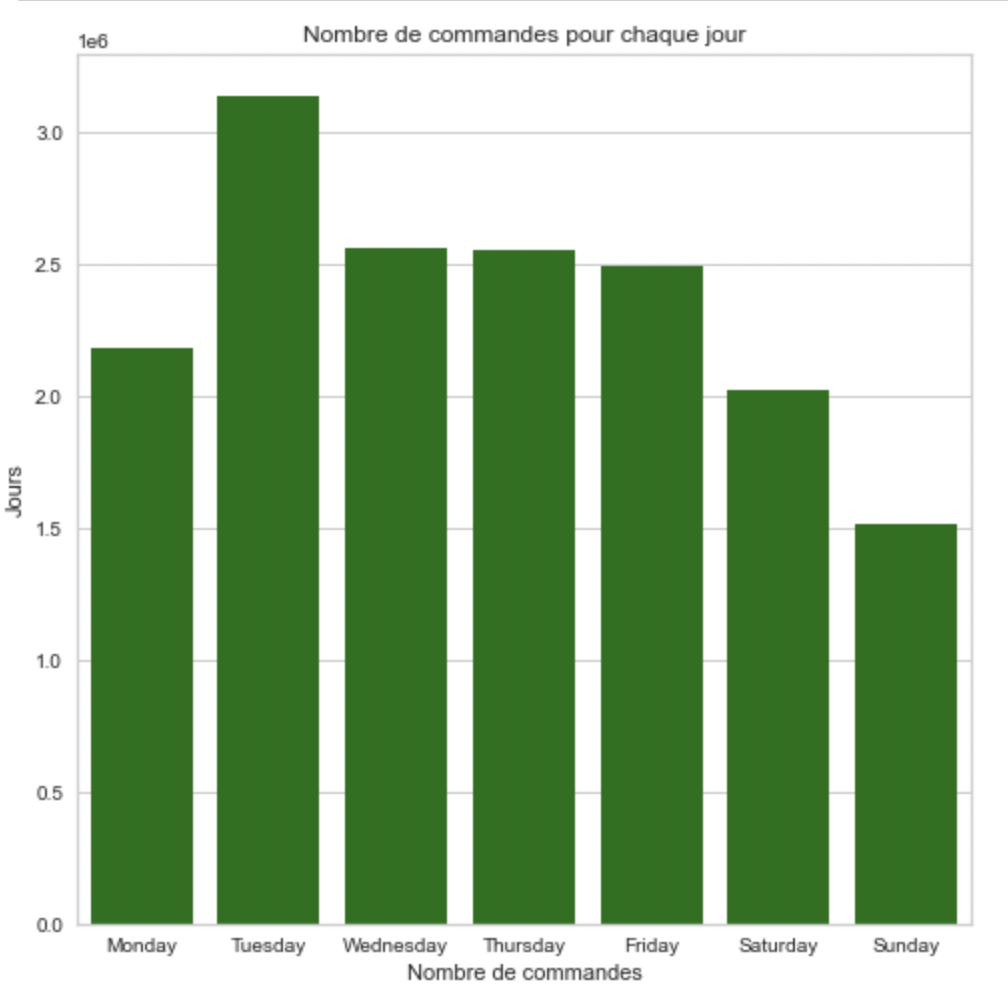 Nombre de commandes pour chaque jour
1e6
3.0
2.5
2.0
1.5
1.0
0.5
0.0
Jours
Monday Tuesday Wednesday Thursday Friday Saturday Sunday
Nombre de commandes